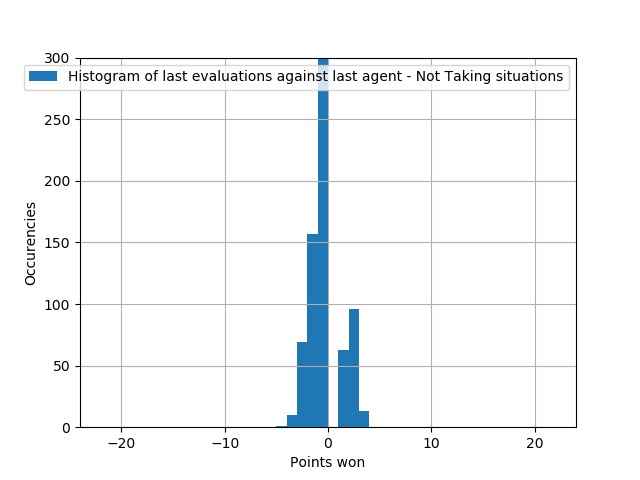 300
Histogram of last evaluations against last agent - Not Taking situations
250
200
150
100
50
0
Occurencies
−20 −10 0 10 20
Points won